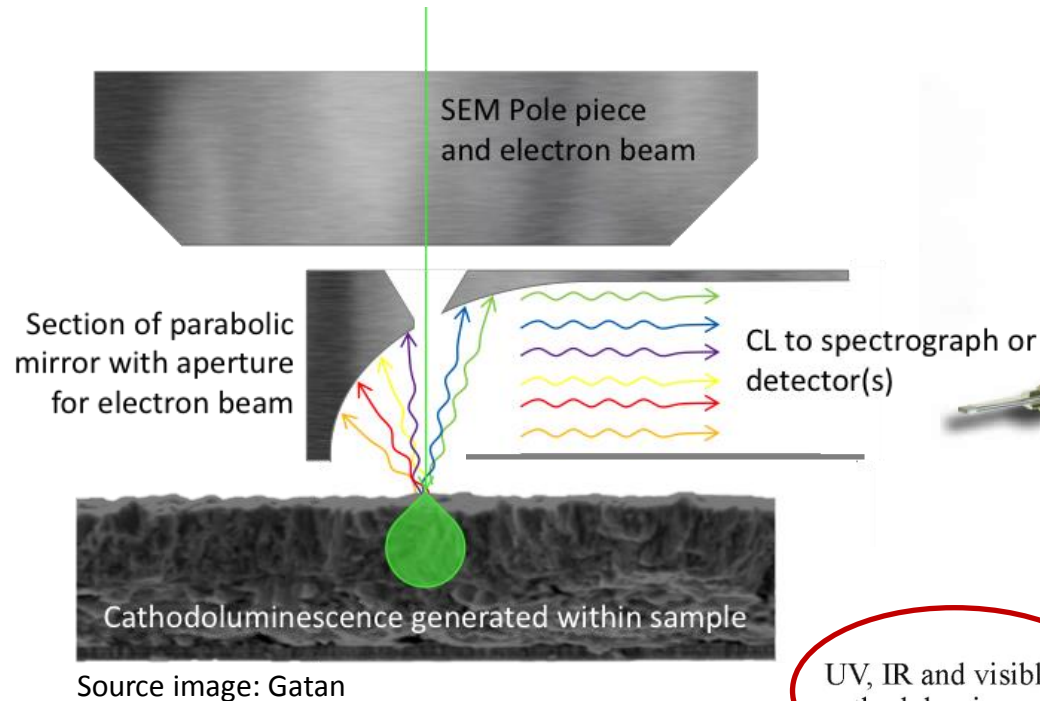 SEM Pole piece
and electron beam
Section of parabolic
mirror with aperture
for electron beam
CL to spectrograph or
detector(s)
Cathodoluminescence generated within sample
Source image: Gatan
UV, IR and visibl